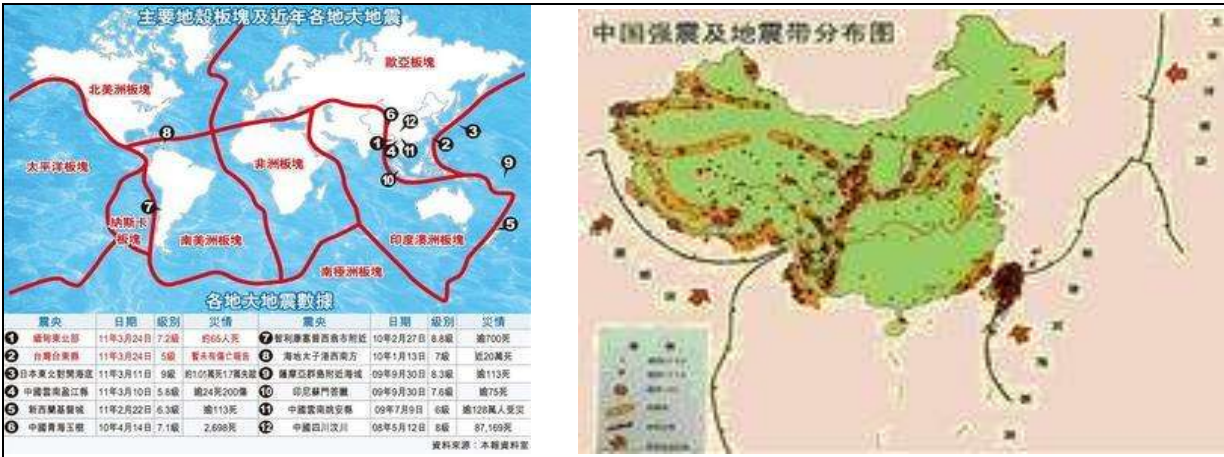 主要地殼板塊及近年各地大地震
歐亞板塊
北美洲板塊
太平洋板塊
非洲板塊
納斯卡板塊
南美洲板塊
印度澳洲板塊
南極洲板塊
各地大地震數據
震央 日期 級別 災情 震央 日期 級別 災情
1 緬甸東北部 11年3月24日 7.2級 約65人死 7 智利康塞普西翁市附近 10年2月27日 8.8級 逾700死
2 台灣台東縣 11年3月24日 5級 暫未有傷亡報告 8 海地太子港西南方 10年1月13日 7級 近20萬死
3 日本東北對開海底 11年3月11日 9級 9 薩摩亞群島附近海域 09年9月30日 8.3級 逾113死
4 中國雲南盈江縣 11年3月10日 5.8級 逾24死200傷 10 印尼蘇門答臘 09年9月30日 7.6級 逾75死
5 新西蘭基督城 11年2月22日 6.3級 逾113死 11 中國雲南姚安縣 09年7月9日 6級 逾128萬人受災
6 中國青海玉樹 10年4月14日 7.1級 2,698死 12 中國四川汶川 08年5月12日 8級 87,169死
資料來源：本報資料室
中国强震及地震带分布图